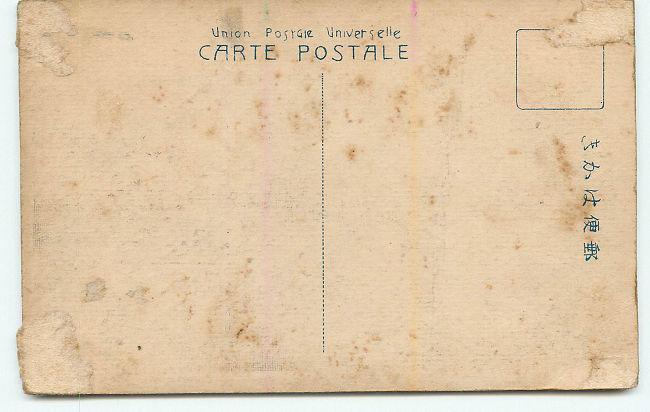 Union Postale Universelle
CARTE POSTALE
郵便はかき